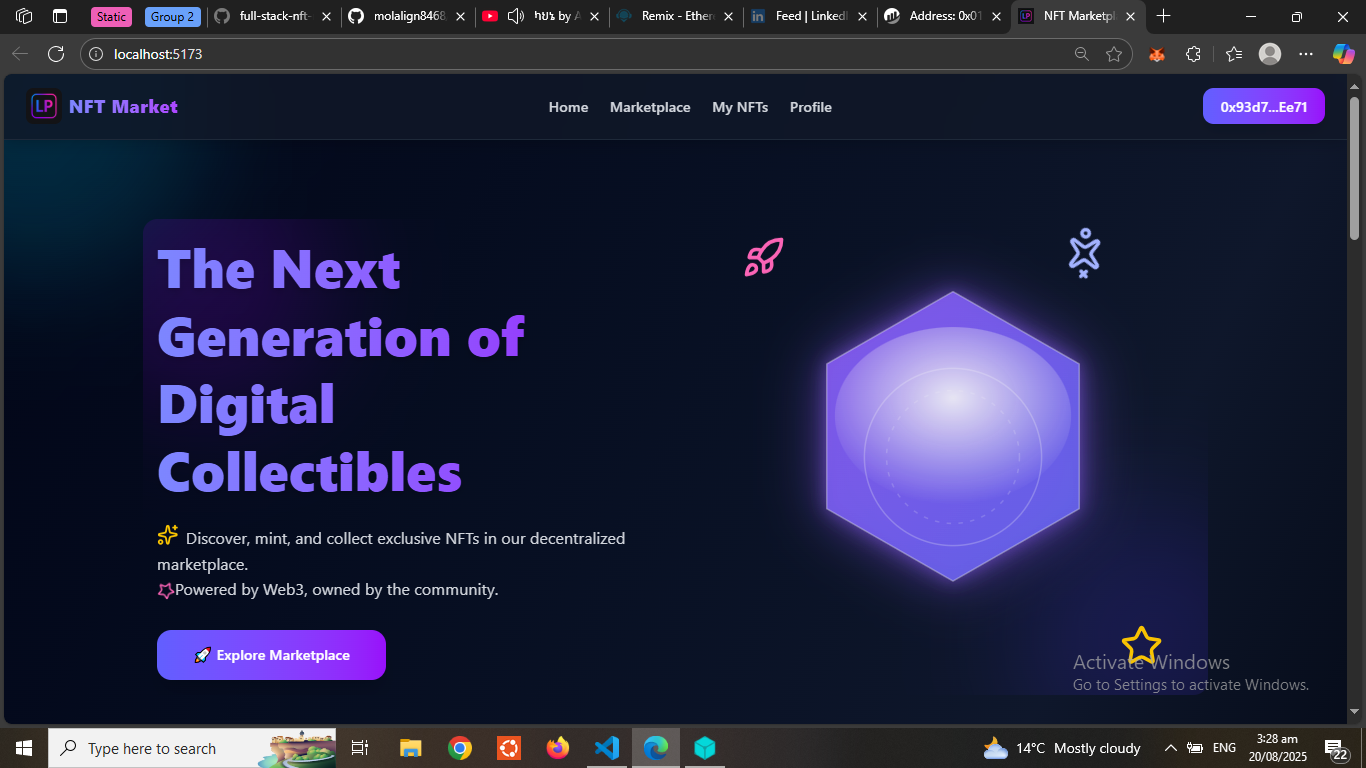 Static
Group 2
full-stack-nft-
molalign8468
ህያኔ by A
Remix - Ether
Feed | LinkedI
Address: 0x01
NFT Marketpl
localhost:5173
LP
NFT Market
Home
Marketplace
My NFTs
Profile
0x93d7...Ee71
The Next
Generation of
Digital
Collectibles
Discover, mint, and collect exclusive NFTs in our decentralized
marketplace.
Powered by Web3, owned by the community.
🚀 Explore Marketplace
Activate Windows
Go to Settings to activate Windows.
Type here to search
14°C Mostly cloudy
ENG
3:28 am
20/08/2025
22